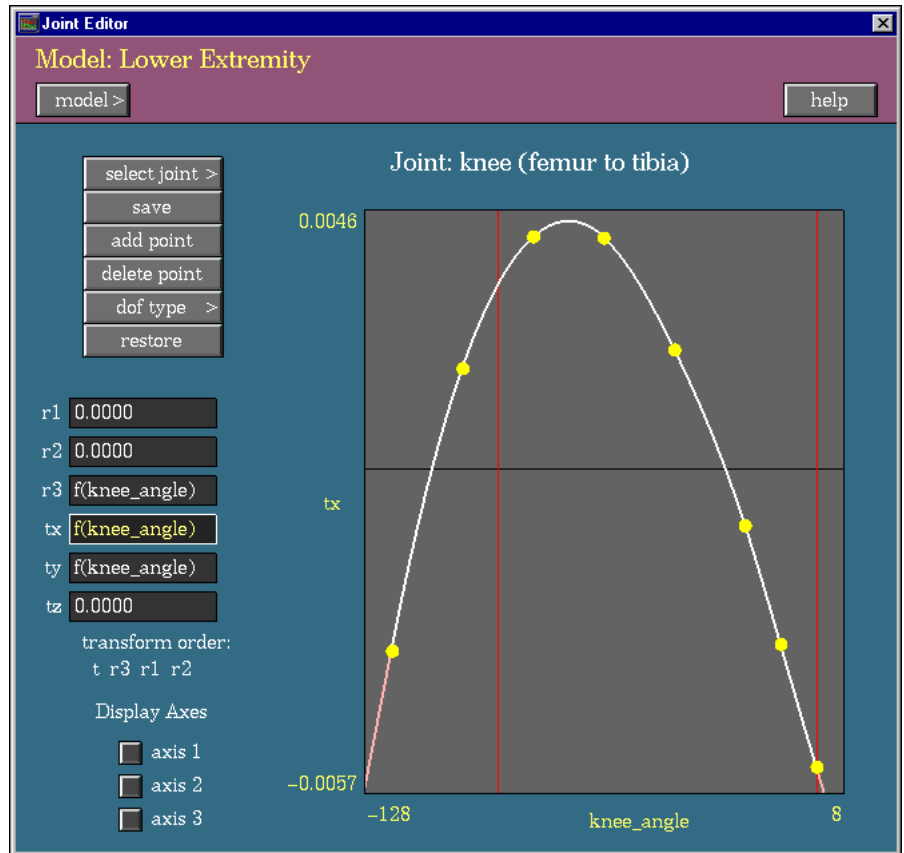 Joint Editor
Model: Lower Extremity
model >
help
select joint >
save
add point
delete point
dof type >
restore
r1 0.0000
r2 0.0000
r3 f(knee_angle)
tx f(knee_angle)
ty f(knee_angle)
tz 0.0000
transform order:
t r3 r1 r2
Display Axes
axis 1
axis 2
axis 3
Joint: knee (femur to tibia)
0.0046
tx
-0.0057
-128
knee_angle
8